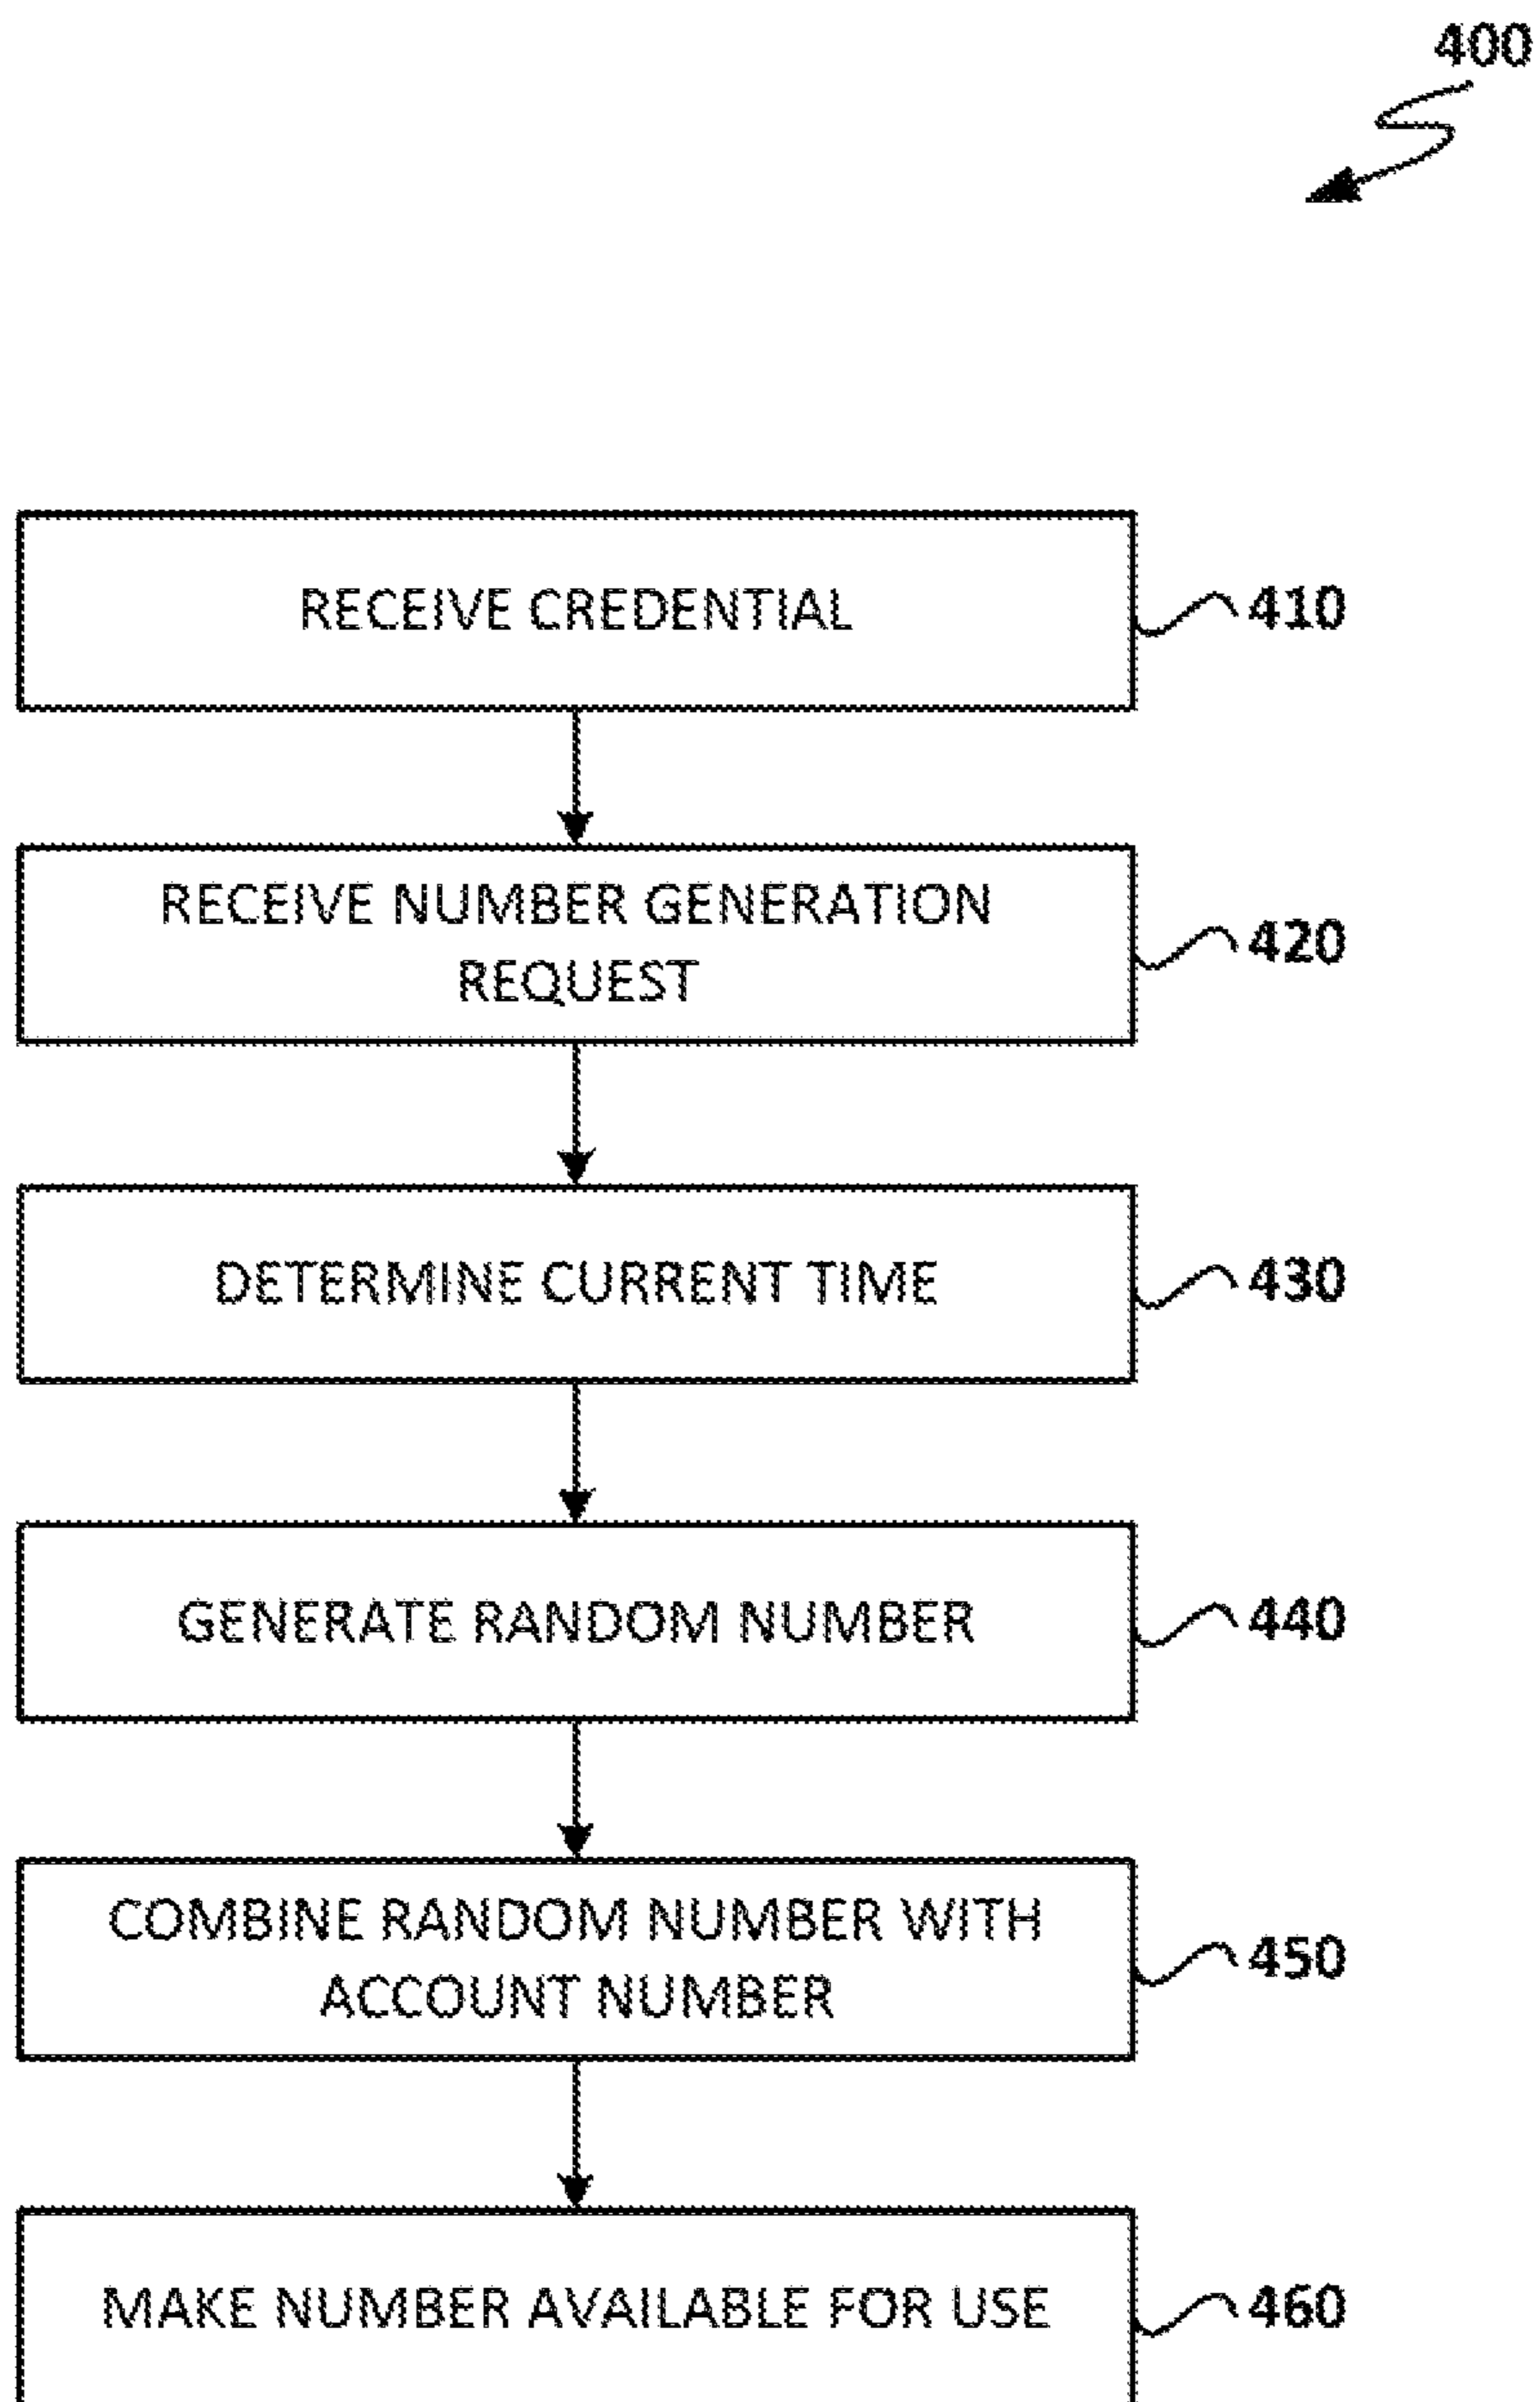 400
RECEIVE CREDENTIAL
410
RECEIVE NUMBER GENERATION
REQUEST
420
DETERMINE CURRENT TIME
430
GENERATE RANDOM NUMBER
440
COMBINE RANDOM NUMBER WITH
ACCOUNT NUMBER
450
MAKE NUMBER AVAILABLE FOR USE
460